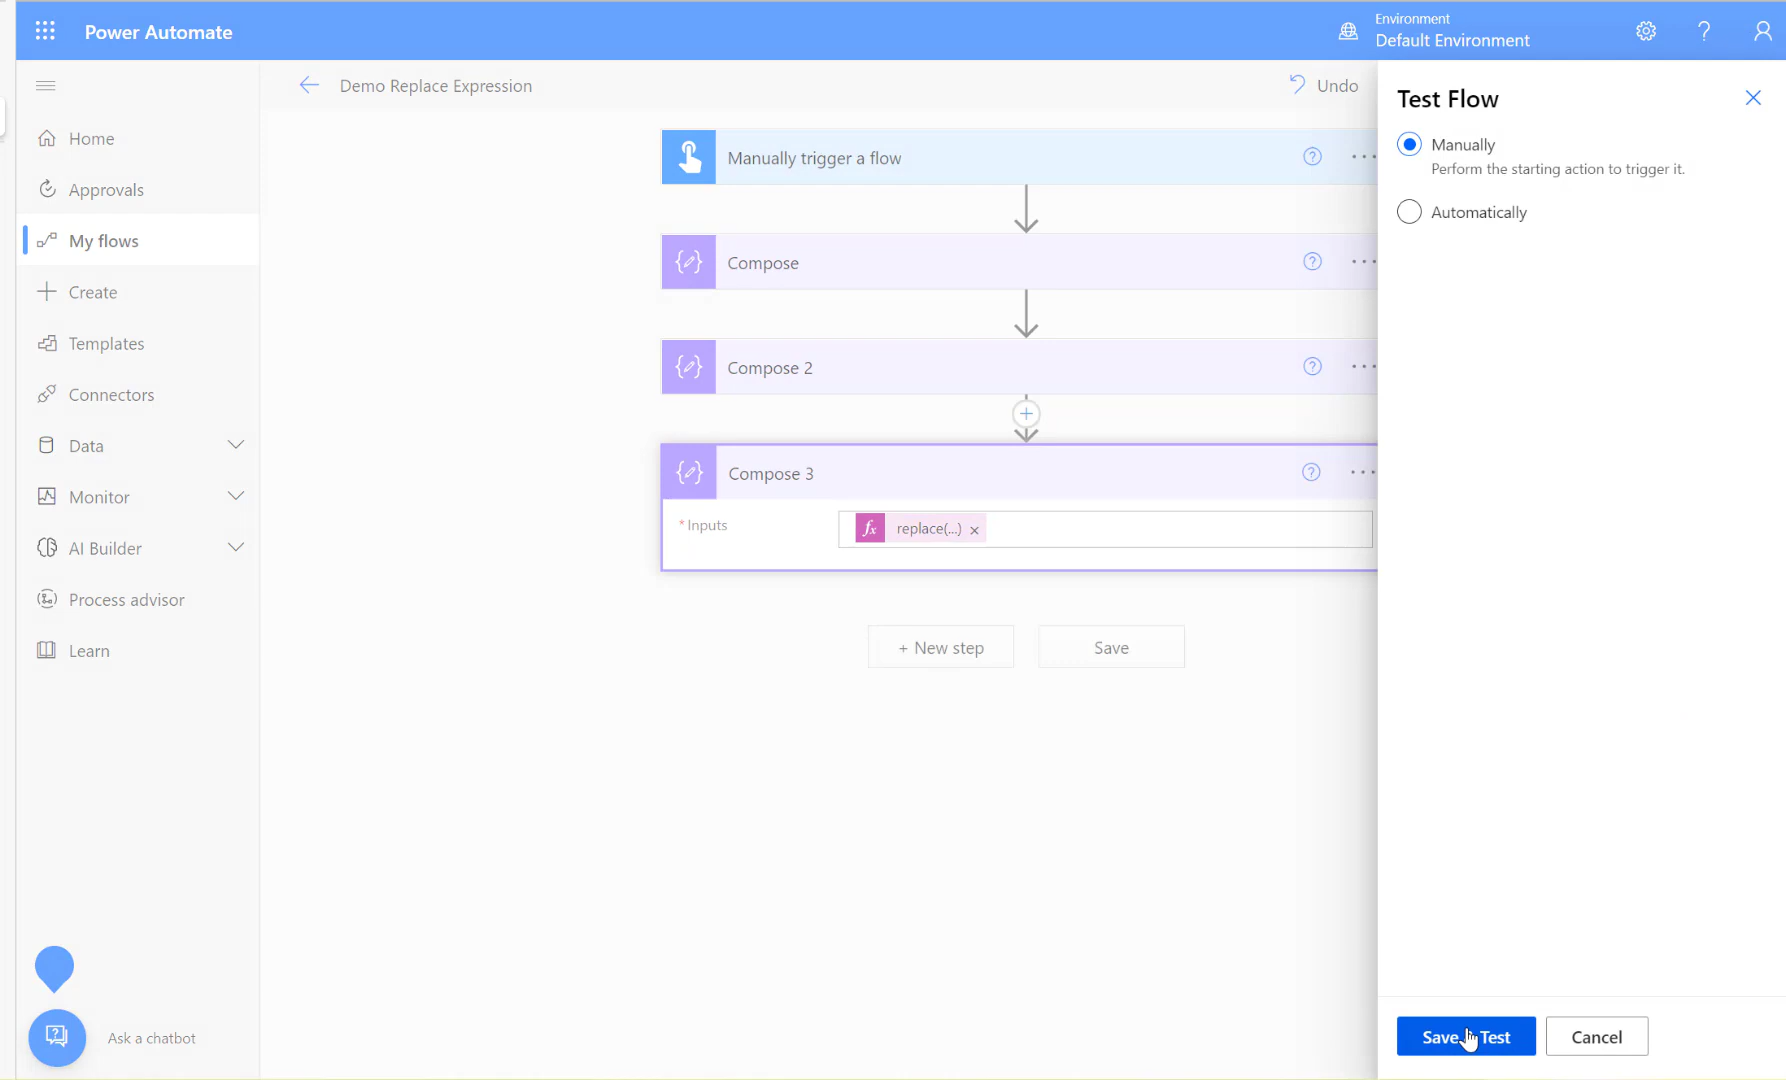 Power Automate
Environment
Default Environment
?
Demo Replace Expression
Undo
Home
Approvals
My flows
Create
Templates
Connectors
Data
Monitor
AI Builder
Process advisor
Learn
Ask a chatbot
Manually trigger a flow
Compose
Compose 2
Compose 3
* Inputs
fx replace(...) ×
+ New step
Save
Test Flow
Manually
Perform the starting action to trigger it.
Automatically
Save Test
Cancel